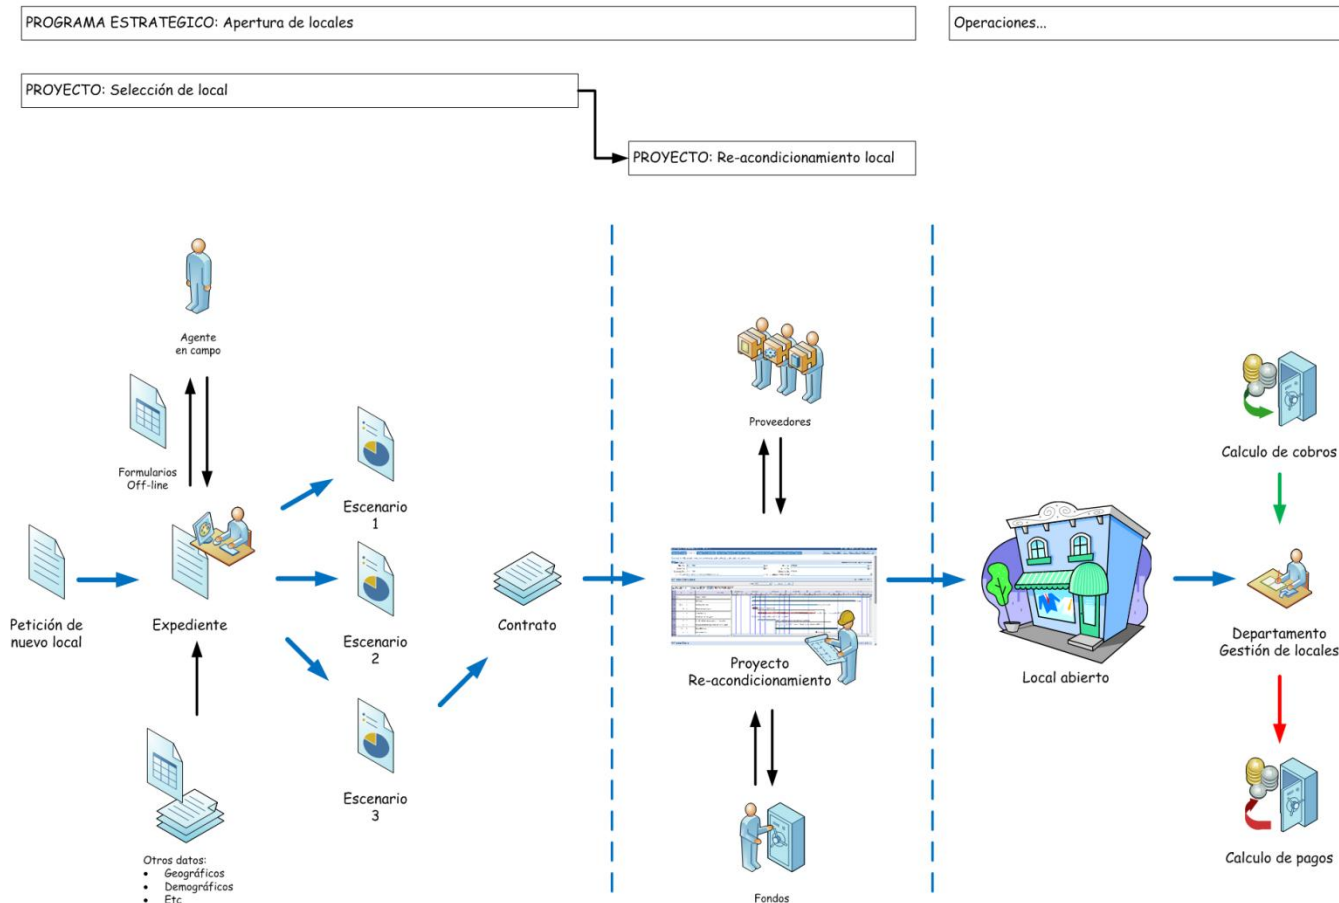 PROGRAMA ESTRATEGICO: Apertura de locales
Operaciones...
PROYECTO: Selección de local
PROYECTO: Re-acondicionamiento local
Agente
en campo
Formularios
Off-line
Petición de
nuevo local
Expediente
Otros datos:
• Geográficos
• Demográficos
• Etc
Escenario
1
Escenario
2
Escenario
3
Contrato
Proveedores
Proyecto
Re-acondicionamiento
Fondos
Local abierto
Calculo de cobros
Departamento
Gestión de locales
Calculo de pagos